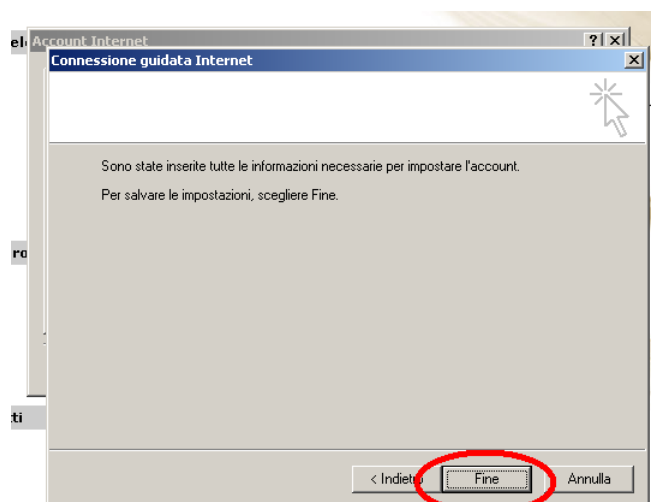 Account Internet
Connessione guidata Internet
Sono state inserite tutte le informazioni necessarie per impostare l'account.
Per salvare le impostazioni, scegliere Fine.
< Indietro
Fine
Annulla